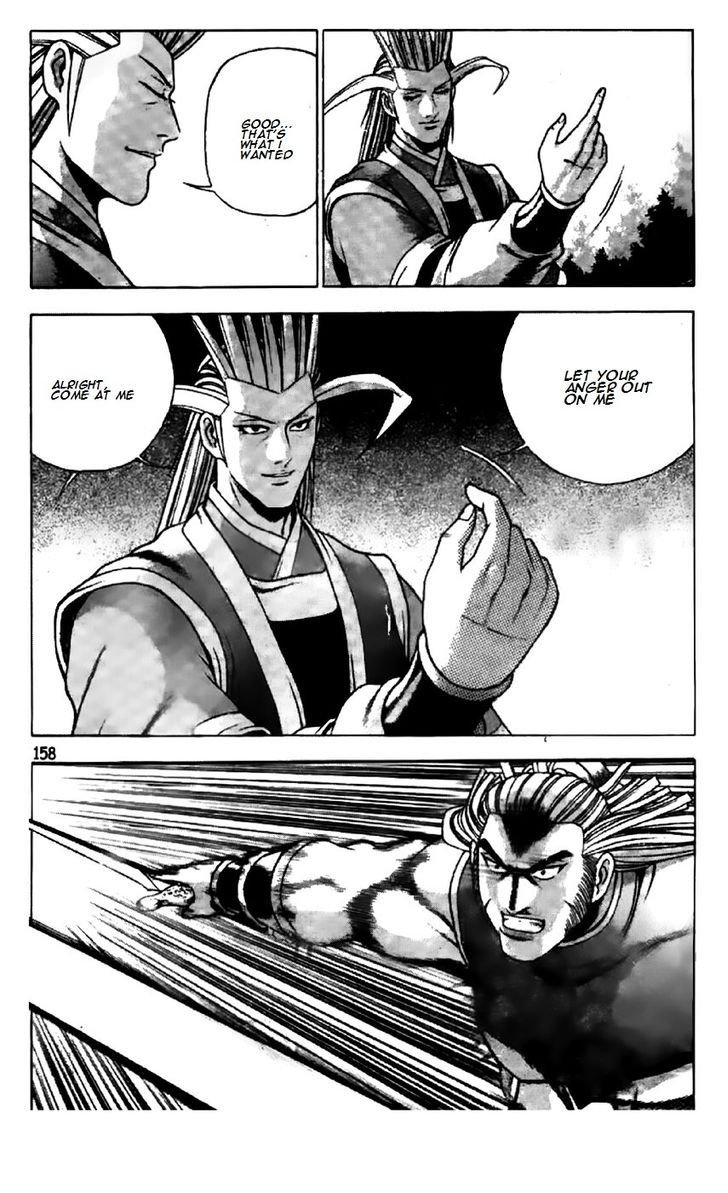 GOOD...
THAT'S
WHAT I
WANTED
ALRIGHT,
COME AT ME
LET YOUR
ANGER OUT
ON ME
158